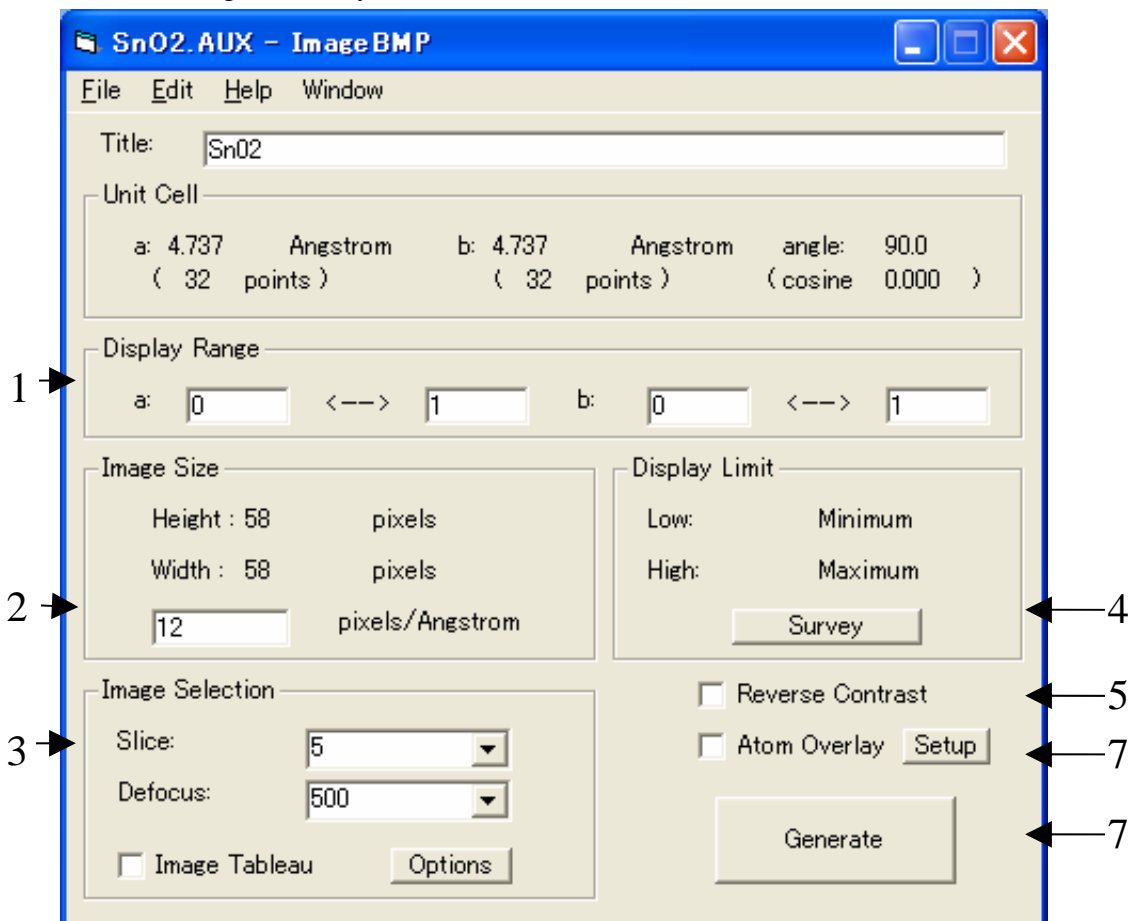 SnO2.AUX - ImageBMP
File Edit Help Window
Title: SnO2
Unit Cell
a: 4.737 Angstrom b: 4.737 Angstrom angle: 90.0
( 32 points ) ( 32 points ) ( cosine 0.000 )
Display Range
1
a: 0 <--> 1 b: 0 <--> 1
Image Size
Height : 58 pixels
Width : 58 pixels
2
12 pixels/Angstrom
Display Limit
Low: Minimum
High: Maximum
Survey
4
Image Selection
3
Slice: 5
Defocus: 500
Image Tableau Options
Reverse Contrast
5
Atom Overlay Setup
7
Generate
7